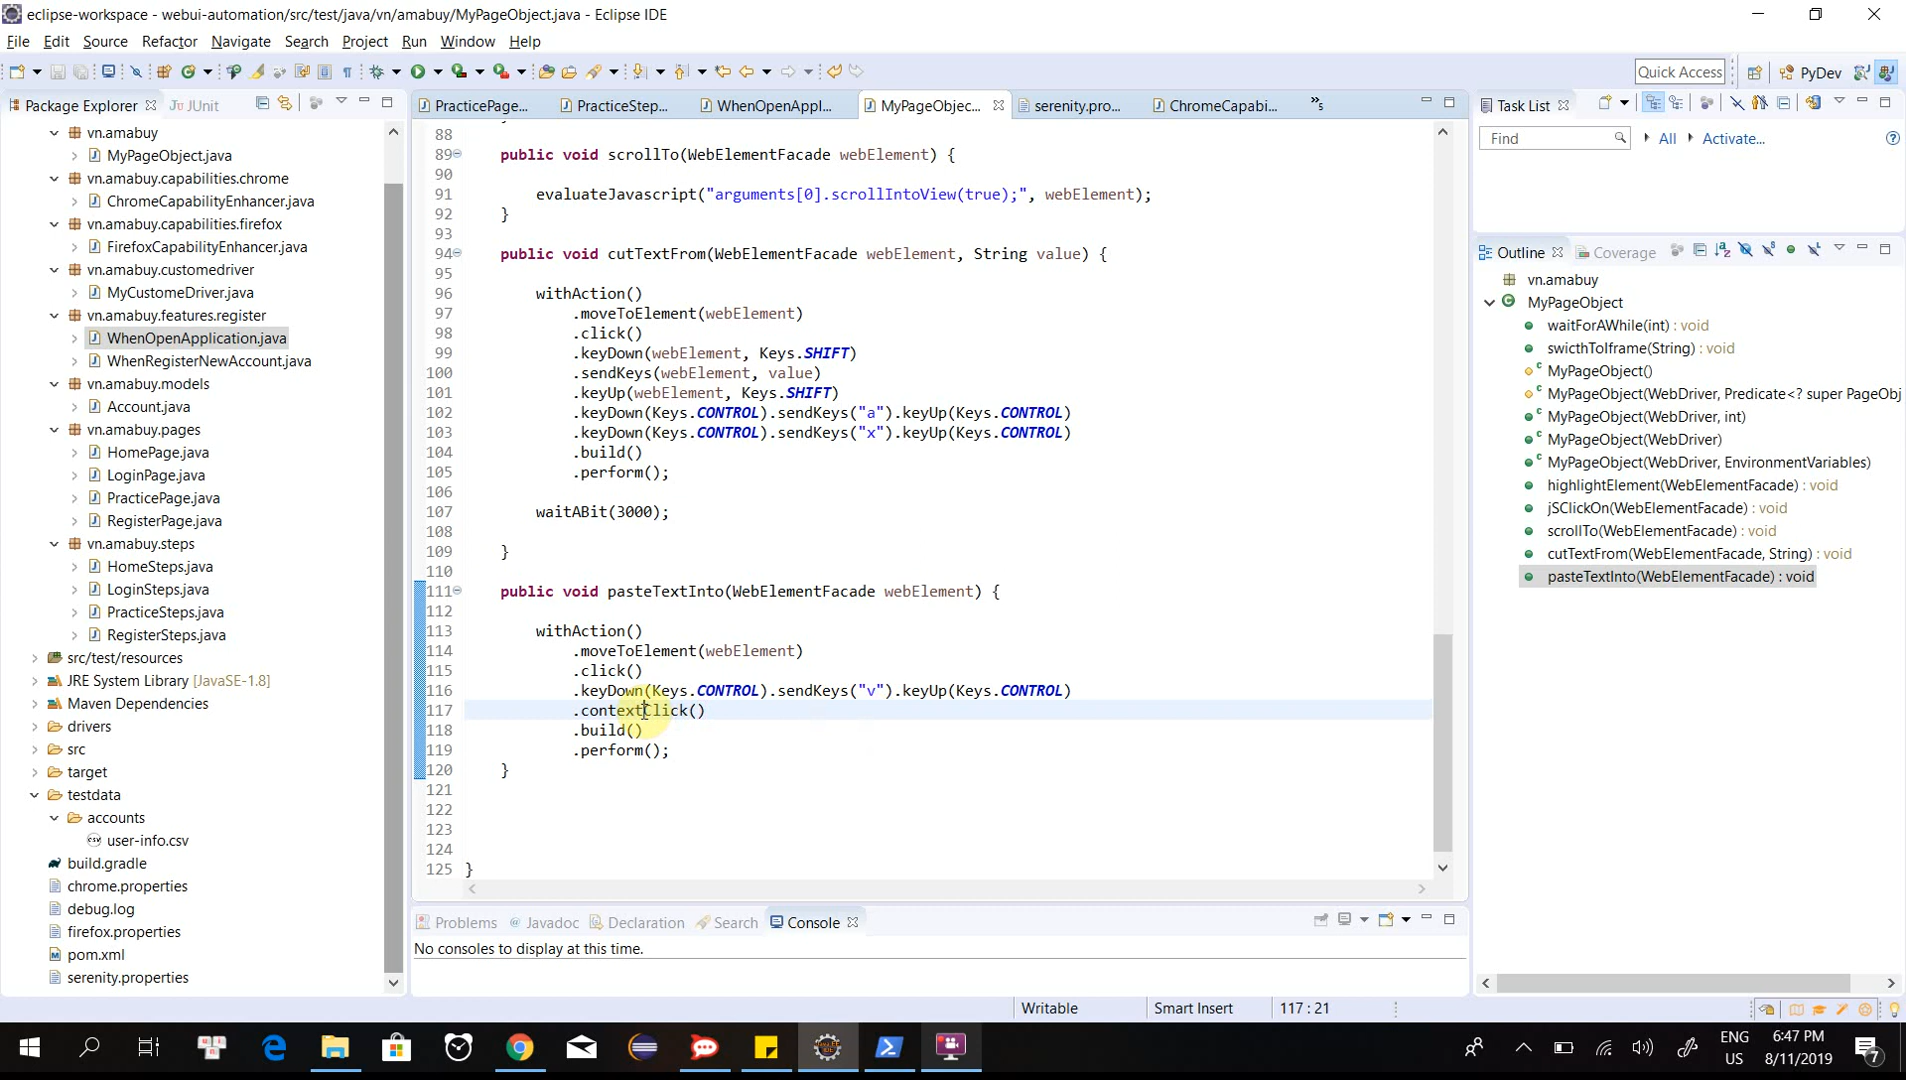 eclipse-workspace - webui-automation/src/test/java/vn/amabuy/MyPageObject.java - Eclipse IDE
File Edit Source Refactor Navigate Search Project Run Window Help
Quick Access
PyDev
Package Explorer
JUnit
vn.amabuy
MyPageObject.java
vn.amabuy.capabilities.chrome
ChromeCapabilityEnhancer.java
vn.amabuy.capabilities.firefox
FirefoxCapabilityEnhancer.java
vn.amabuy.customedriver
MyCustomeDriver.java
vn.amabuy.features.register
WhenOpenApplication.java
WhenRegisterNewAccount.java
vn.amabuy.models
Account.java
vn.amabuy.pages
HomePage.java
LoginPage.java
PracticePage.java
RegisterPage.java
vn.amabuy.steps
HomeSteps.java
LoginSteps.java
PracticeSteps.java
RegisterSteps.java
src/test/resources
JRE System Library [JavaSE-1.8]
Maven Dependencies
drivers
src
target
testdata
accounts
user-info.csv
build.gradle
chrome.properties
debug.log
firefox.properties
pom.xml
serenity.properties
PracticePage... PracticeStep... WhenOpenAppl... MyPageObjec... serenity.pro... ChromeCapabi... »5
88
89 public void scrollTo(WebElementFacade webElement) {
90
91 evaluateJavascript("arguments[0].scrollIntoView(true);", webElement);
92 }
93
94 public void cutTextFrom(WebElementFacade webElement, String value) {
95
96 withAction()
97 .moveToElement(webElement)
98 .click()
99 .keyDown(webElement, Keys.SHIFT)
100 .sendKeys(webElement, value)
101 .keyUp(webElement, Keys.SHIFT)
102 .keyDown(Keys.CONTROL).sendKeys("a").keyUp(Keys.CONTROL)
103 .keyDown(Keys.CONTROL).sendKeys("x").keyUp(Keys.CONTROL)
104 .build()
105 .perform();
106
107 waitABit(3000);
108
109 }
110
111 public void pasteTextInto(WebElementFacade webElement) {
112
113 withAction()
114 .moveToElement(webElement)
115 .click()
116 .keyDown(Keys.CONTROL).sendKeys("v").keyUp(Keys.CONTROL)
117 .contextClick()
118 .build()
119 .perform();
120 }
121
122
123
124
125 }
Problems Javadoc Declaration Search Console
No consoles to display at this time.
Task List
Find
All
Activate...
Outline
Coverage
vn.amabuy
MyPageObject
waitForAWhile(int) : void
swicthToIframe(String) : void
MyPageObject()
MyPageObject(WebDriver, Predicate<? super PageObj
MyPageObject(WebDriver, int)
MyPageObject(WebDriver)
MyPageObject(WebDriver, EnvironmentVariables)
highlightElement(WebElementFacade) : void
jSClickOn(WebElementFacade) : void
scrollTo(WebElementFacade) : void
cutTextFrom(WebElementFacade, String) : void
pasteTextInto(WebElementFacade) : void
Writable Smart Insert 117 : 21
ENG
US
6:47 PM
8/11/2019
7